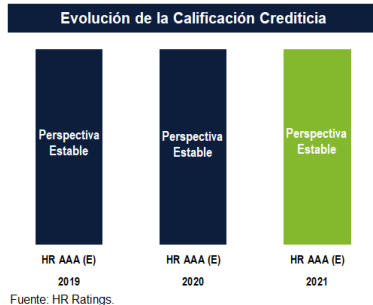 Evolución de la Calificación Crediticia
Perspectiva Estable
Perspectiva Estable
Perspectiva Estable
HR AAA (E)
HR AAA (E)
HR AAA (E)
2019
2020
2021
Fuente: HR Ratings.